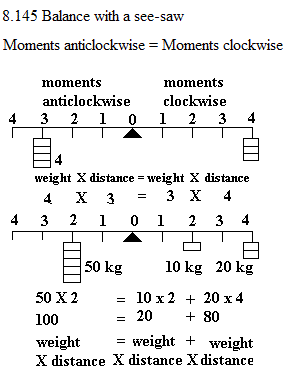 8.145 Balance with a see-saw
Moments anticlockwise = Moments clockwise
moments moments
anticlockwise clockwise
4 3 2 1 0 1 2 3 4
4
weight X distance = weight X distance
4 X 3 = 3 X 4
4 3 2 1 0 1 2 3 4
50 kg 10 kg 20 kg
50 X 2 = 10 x 2 + 20 x 4
100 = 20 + 80
weight = weight + weight
X distance X distance X distance